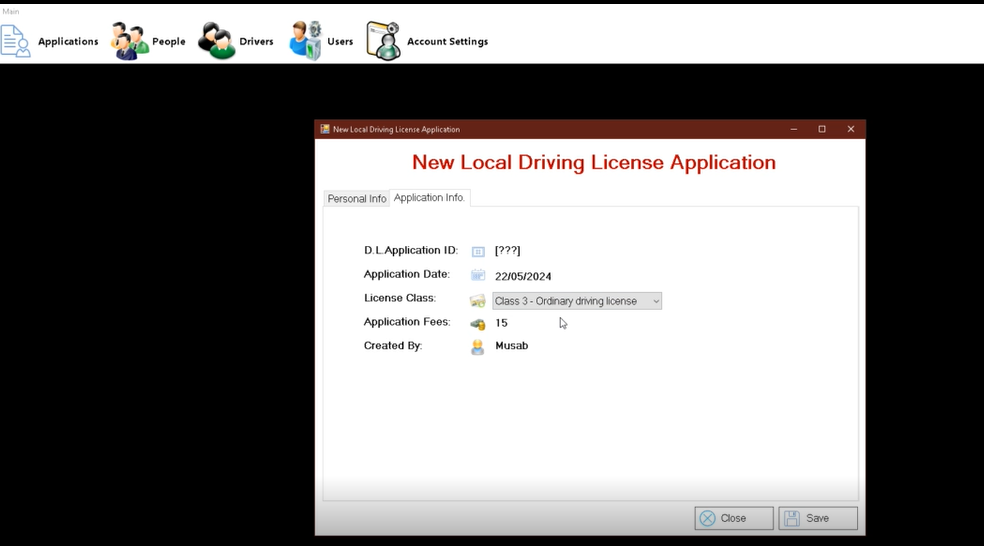 Main
Applications People Drivers Users Account Settings
New Local Driving License Application
New Local Driving License Application
Personal Info Application Info.
D.L.Application ID: [???]
Application Date: 22/05/2024
License Class: Class 3 - Ordinary driving license
Application Fees: 15
Created By: Musab
Close Save